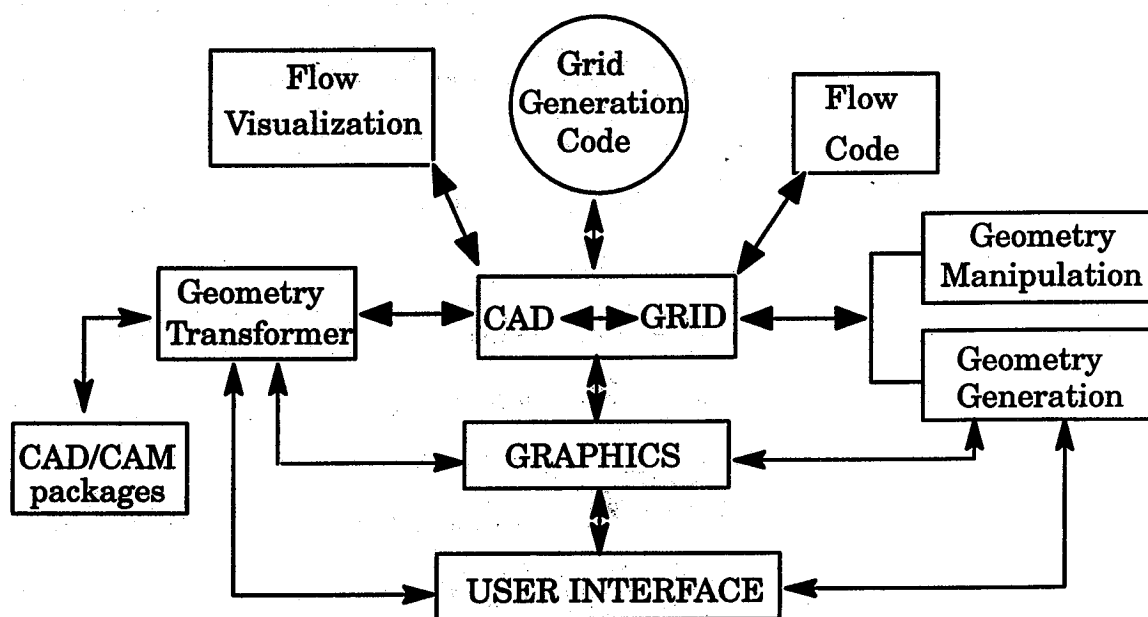 Flow
Visualization
Grid
Generation
Code
Flow
Code
Geometry
Manipulation
Geometry
Transformer
CAD GRID
Geometry
Generation
CAD/CAM
packages
GRAPHICS
USER INTERFACE